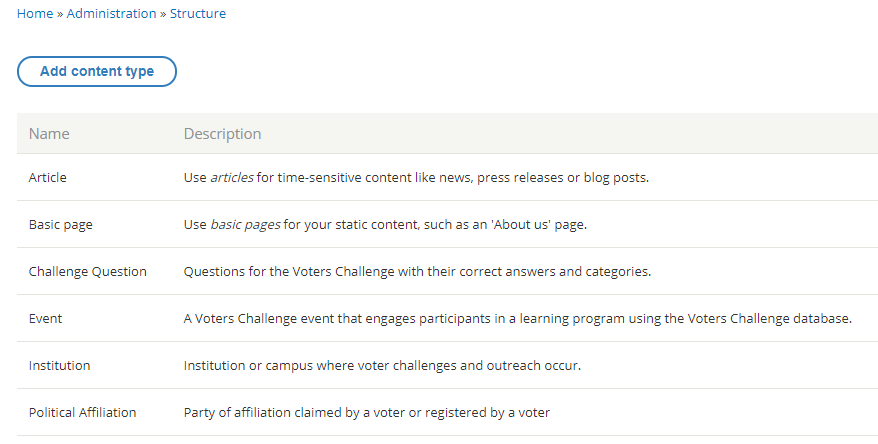 Home » Administration » Structure
Add content type
Name Description
Article Use articles for time-sensitive content like news, press releases or blog posts.
Basic page Use basic pages for your static content, such as an 'About us' page.
Challenge Question Questions for the Voters Challenge with their correct answers and categories.
Event A Voters Challenge event that engages participants in a learning program using the Voters Challenge database.
Institution Institution or campus where voter challenges and outreach occur.
Political Affiliation Party of affiliation claimed by a voter or registered by a voter